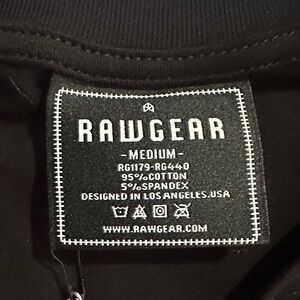 RAWGEAR
-MEDIUM-
RG1179-RG440
95%COTTON
5%SPANDEX
DESIGNED IN LOS ANGELES.USA
WWW.RAWGEAR.COM